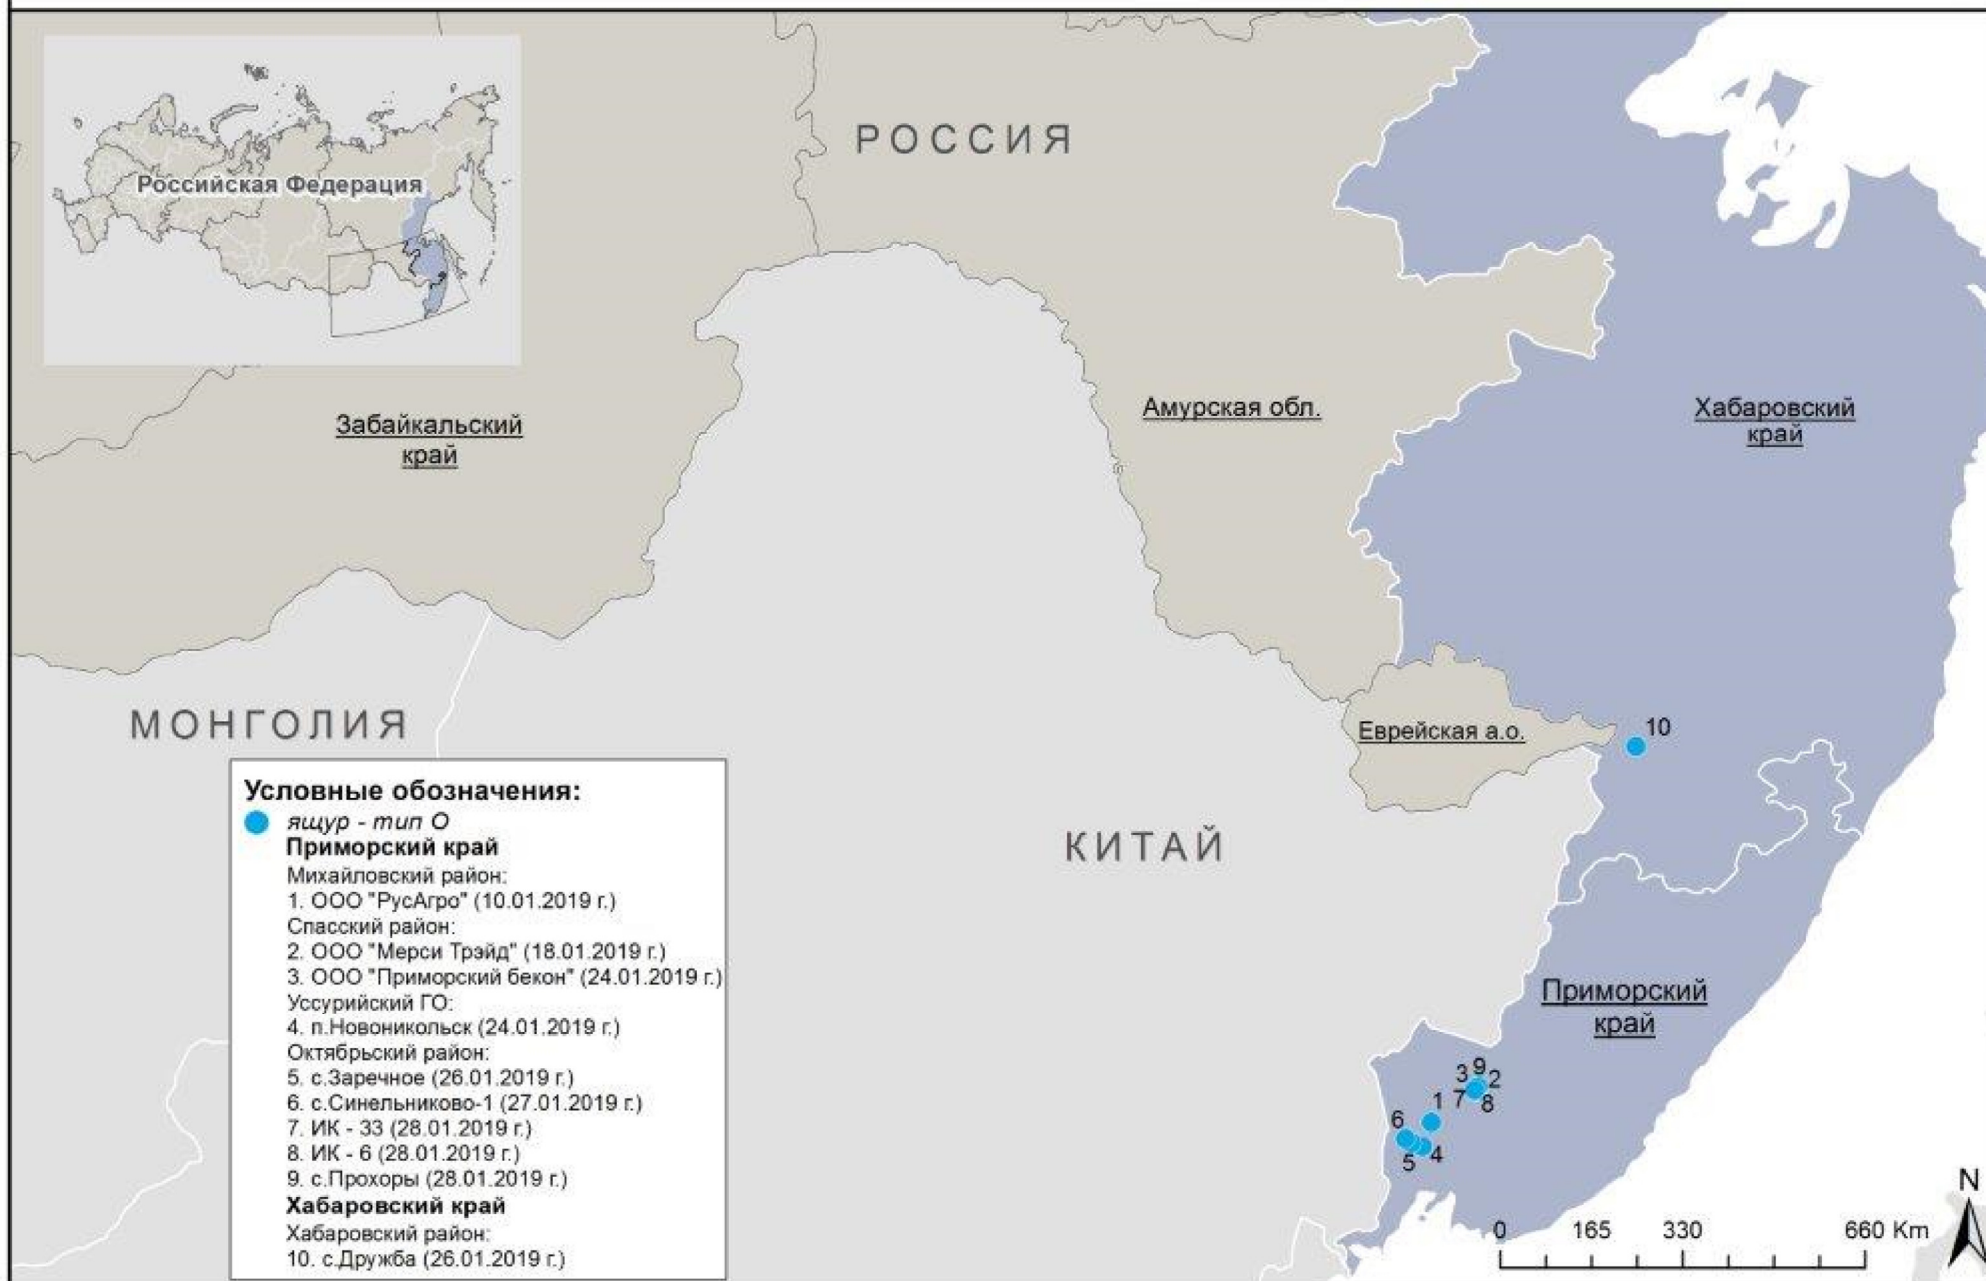 Российская Федерация
РОССИЯ
Забайкальский
край
Амурская обл.
Хабаровский
край
МОНГОЛИЯ
Еврейская а.о.
10
КИТАЙ
Приморский
край
3 9 2
7 8
1
6
5 4
Условные обозначения:
ящур - тип О
Приморский край
Михайловский район:
1. ООО "РусАгро" (10.01.2019 г.)
Спасский район:
2. ООО "Мерси Трэйд" (18.01.2019 г.)
3. ООО "Приморский бекон" (24.01.2019 г.)
Уссурийский ГО:
4. п.Новоникольск (24.01.2019 г.)
Октябрьский район:
5. с.Заречное (26.01.2019 г.)
6. с.Синельниково-1 (27.01.2019 г.)
7. ИК - 33 (28.01.2019 г.)
8. ИК - 6 (28.01.2019 г.)
9. с.Прохоры (28.01.2019 г.)
Хабаровский край
Хабаровский район:
10. с.Дружба (26.01.2019 г.)
N
0 165 330 660 Km